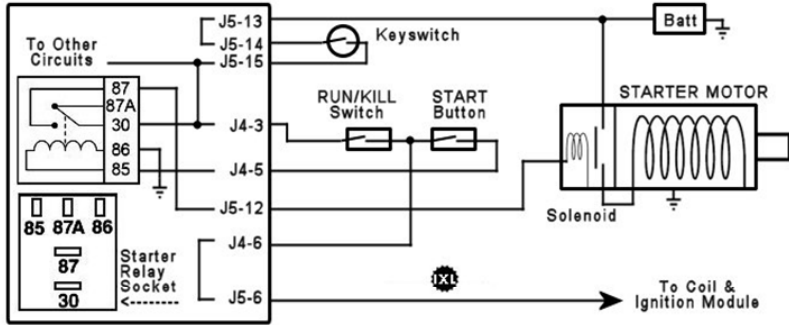 J5-13
Batt
To Other
Circuits
J5-14
Keyswitch
J5-15
87
87A
30
86
85
RUN/KILL
Switch
START
Button
STARTER MOTOR
J4-3
J4-5
J5-12
Solenoid
85 87A 86
87
30
Starter
Relay
Socket
<--------
J4-6
J5-6
IXL
To Coil &
Ignition Module